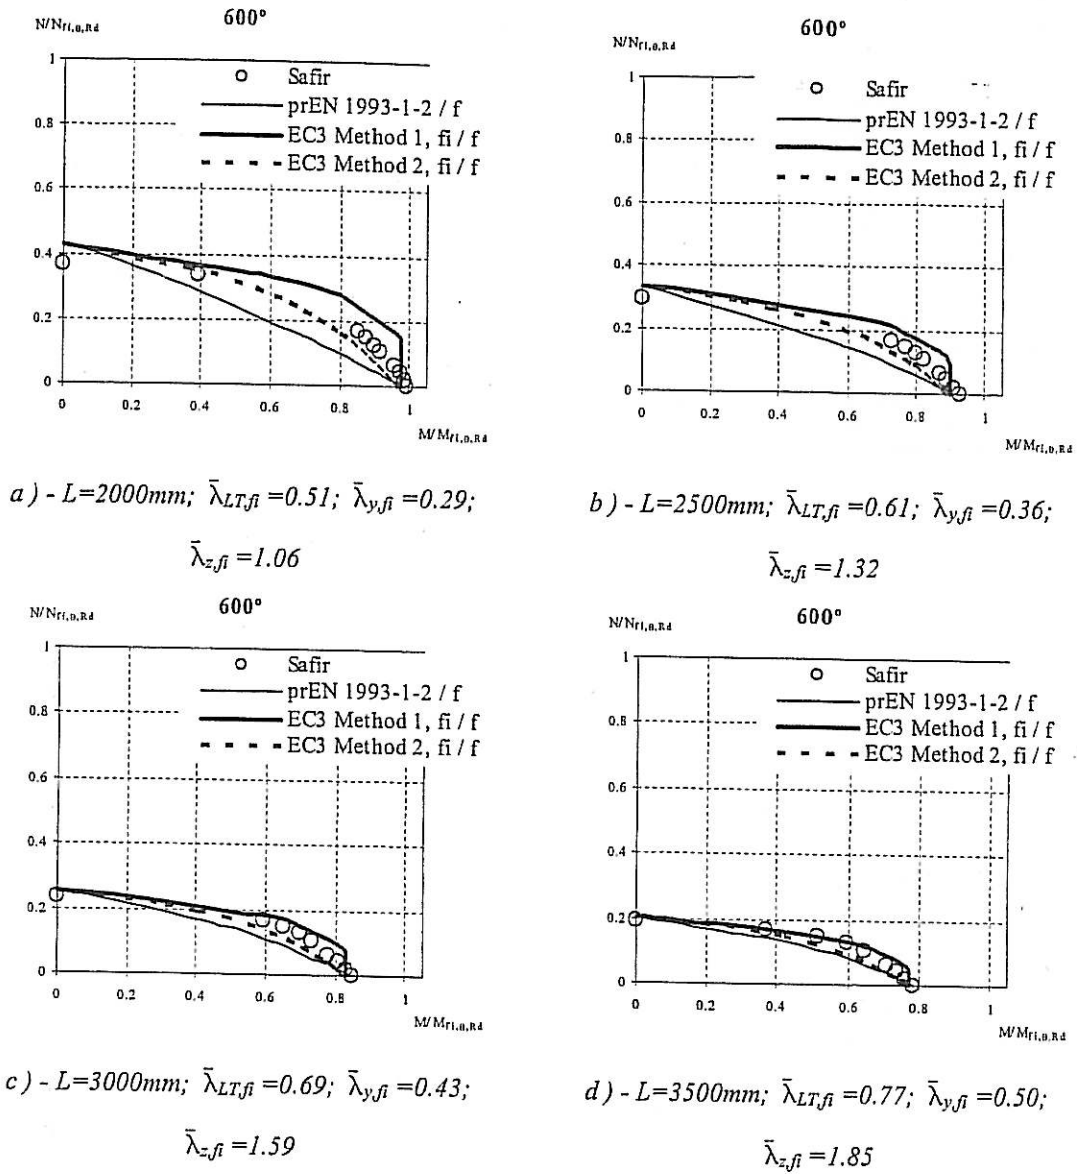 N/Nfi,θ,Rd
600°
1
0.8
0.6
0.4
0.2
0
Safir
prEN 1993-1-2 / f
EC3 Method 1, fi / f
EC3 Method 2, fi / f
0 0.2 0.4 0.6 0.8 1
M/Mfi,θ,Rd
a ) - L=2000mm; λ̄LT,fi =0.51; λ̄y,fi =0.29;
λ̄z,fi =1.06
N/Nfi,θ,Rd
600°
1
0.8
0.6
0.4
0.2
0
Safir
prEN 1993-1-2 / f
EC3 Method 1, fi / f
EC3 Method 2, fi / f
0 0.2 0.4 0.6 0.8 1
M/Mfi,θ,Rd
b ) - L=2500mm; λ̄LT,fi =0.61; λ̄y,fi =0.36;
λ̄z,fi =1.32
N/Nfi,θ,Rd
600°
1
0.8
0.6
0.4
0.2
0
Safir
prEN 1993-1-2 / f
EC3 Method 1, fi / f
EC3 Method 2, fi / f
0 0.2 0.4 0.6 0.8 1
M/Mfi,θ,Rd
c ) - L=3000mm; λ̄LT,fi =0.69; λ̄y,fi =0.43;
λ̄z,fi =1.59
N/Nfi,θ,Rd
600°
1
0.8
0.6
0.4
0.2
0
Safir
prEN 1993-1-2 / f
EC3 Method 1, fi / f
EC3 Method 2, fi / f
0 0.2 0.4 0.6 0.8 1
M/Mfi,θ,Rd
d ) - L=3500mm; λ̄LT,fi =0.77; λ̄y,fi =0.50;
λ̄z,fi =1.85